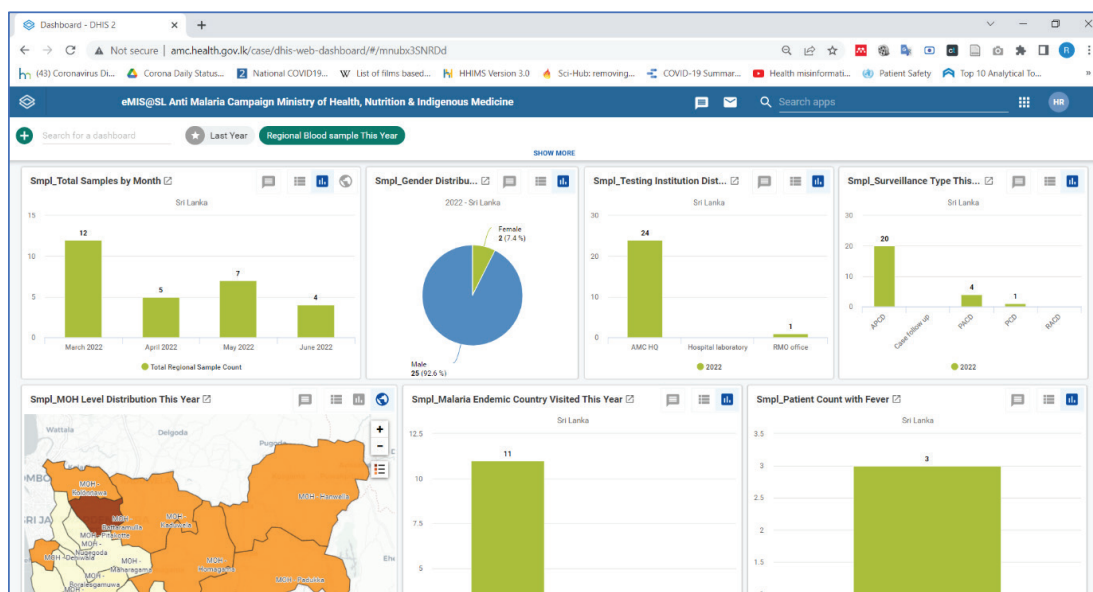 Dashboard - DHIS 2
Not secure | amc.health.gov.lk/case/dhis-web-dashboard/#/mnubx3SNRDd
(43) Coronavirus Di... Corona Daily Status... National COVID19... List of films based... HHIMS Version 3.0 Sci-Hub: removing... COVID-19 Summar... Health misinformati... Patient Safety Top 10 Analytical To... »
eMIS@SL Anti Malaria Campaign Ministry of Health, Nutrition & Indigenous Medicine Search apps HR
Search for a dashboard Last Year Regional Blood sample This Year
SHOW MORE
Smpl_Total Samples by Month
Sri Lanka
15
12
10
7
5
5
4
0
March 2022 April 2022 May 2022 June 2022
Total Regional Sample Count
Smpl_Gender Distribu...
2022 - Sri Lanka
Female
2 (7.4 %)
Male
25 (92.6 %)
Smpl_Testing Institution Dist...
Sri Lanka
30
24
20
10
1
0
AMC HQ Hospital laboratory RMO office
2022
Smpl_Surveillance Type This...
Sri Lanka
30
20
20
10
4
1
0
APCD Case follow up PACD PCD RACD
2022
Smpl_MOH Level Distribution This Year
Wattala
Delgoda
Pugoda
MOH - Kolonnawa
MOH - Hanwella
MOH - Battaramulla
MOH - Kaduwela
MOH - Pitakotte
MOH - Nugegoda
MOH - Dehiwala
MOH - Maharagama
MOH - Homagama
MOH - Padukka
MOH - Boralesgamuwa
Smpl_Malaria Endemic Country Visited This Year
Sri Lanka
12.5
11
10
7.5
5
Smpl_Patient Count with Fever
Sri Lanka
3.5
3
3
2.5
2
1.5